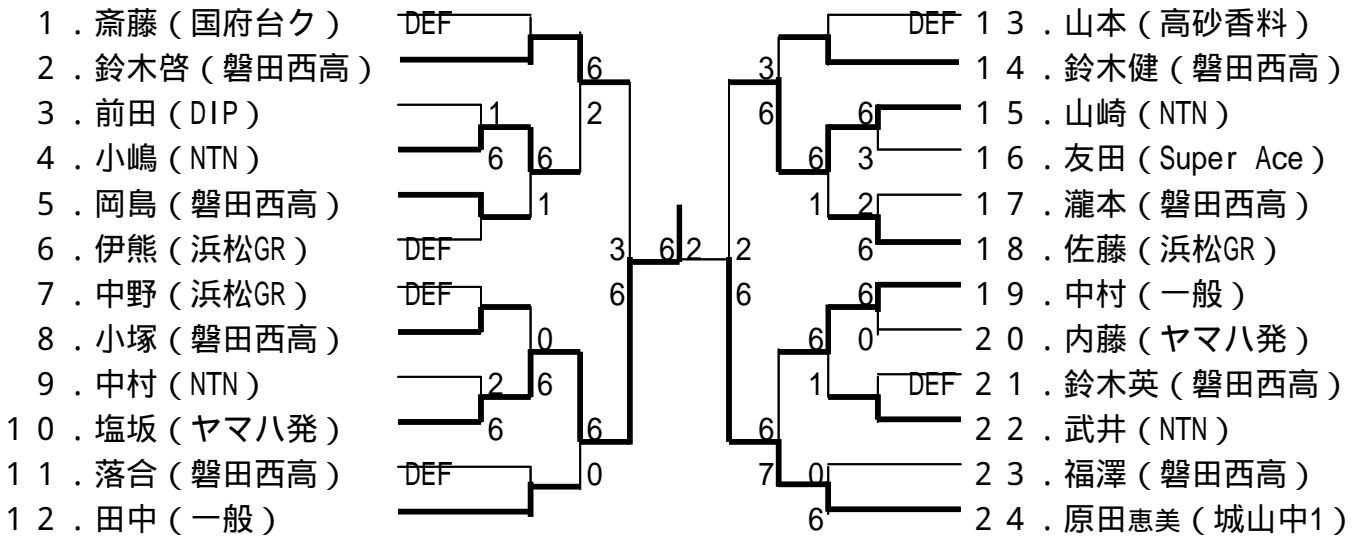 1.斎藤(国府台ク) DEF
2.鈴木啓(磐田西高)
3.前田(DIP)
4.小嶋(NTN)
5.岡島(磐田西高)
6.伊熊(浜松GR) DEF
7.中野(浜松GR) DEF
8.小塚(磐田西高)
9.中村(NTN)
10.塩坂(ヤマハ発)
11.落合(磐田西高) DEF
12.田中(一般)
6
2
1
6
6
1
3
6
0
6
2
6
6
0
6 2
3
6
6
3
6
1
2
6
2
6
6
0
6
1
6
7
0
6
DEF 13.山本(高砂香料)
14.鈴木健(磐田西高)
15.山崎(NTN)
16.友田(Super Ace)
17.瀧本(磐田西高)
18.佐藤(浜松GR)
19.中村(一般)
20.内藤(ヤマハ発)
DEF 21.鈴木英(磐田西高)
22.武井(NTN)
23.福澤(磐田西高)
24.原田恵美(城山中1)